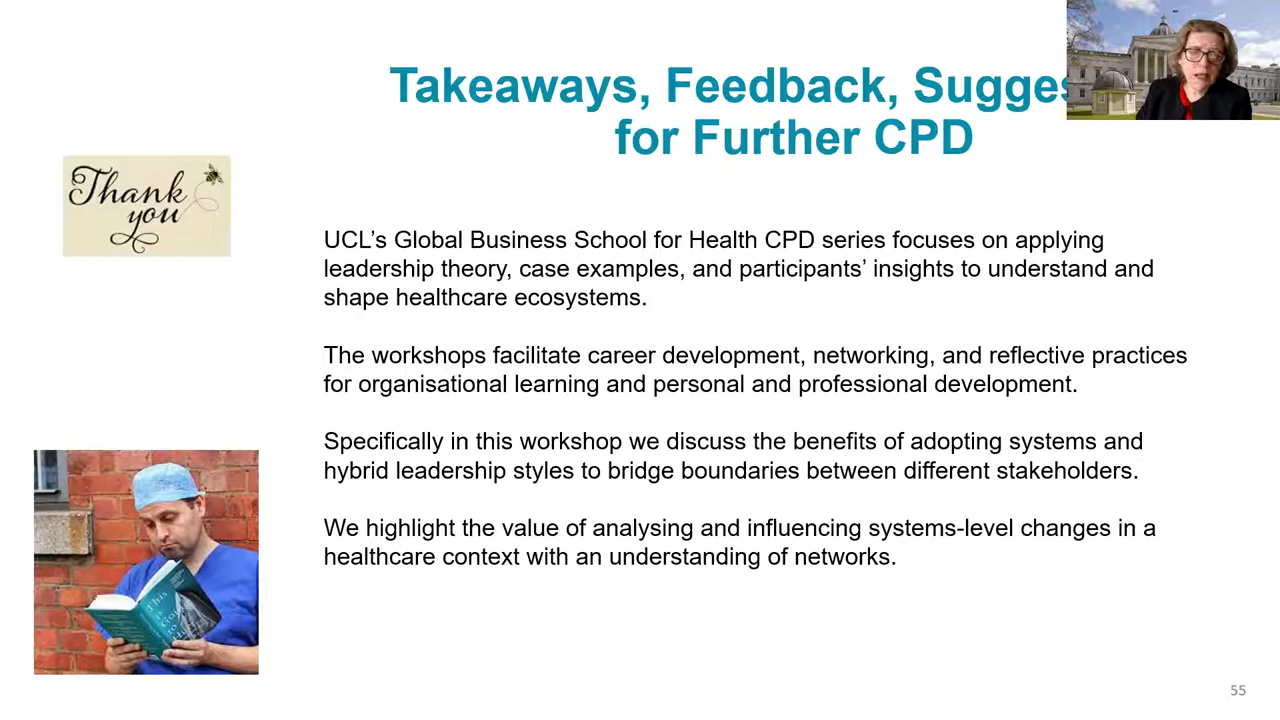 Takeaways, Feedback, Sugges
for Further CPD
Thank
you
UCL’s Global Business School for Health CPD series focuses on applying
leadership theory, case examples, and participants’ insights to understand and
shape healthcare ecosystems.
The workshops facilitate career development, networking, and reflective practices
for organisational learning and personal and professional development.
Specifically in this workshop we discuss the benefits of adopting systems and
hybrid leadership styles to bridge boundaries between different stakeholders.
We highlight the value of analysing and influencing systems-level changes in a
healthcare context with an understanding of networks.
This
is
55